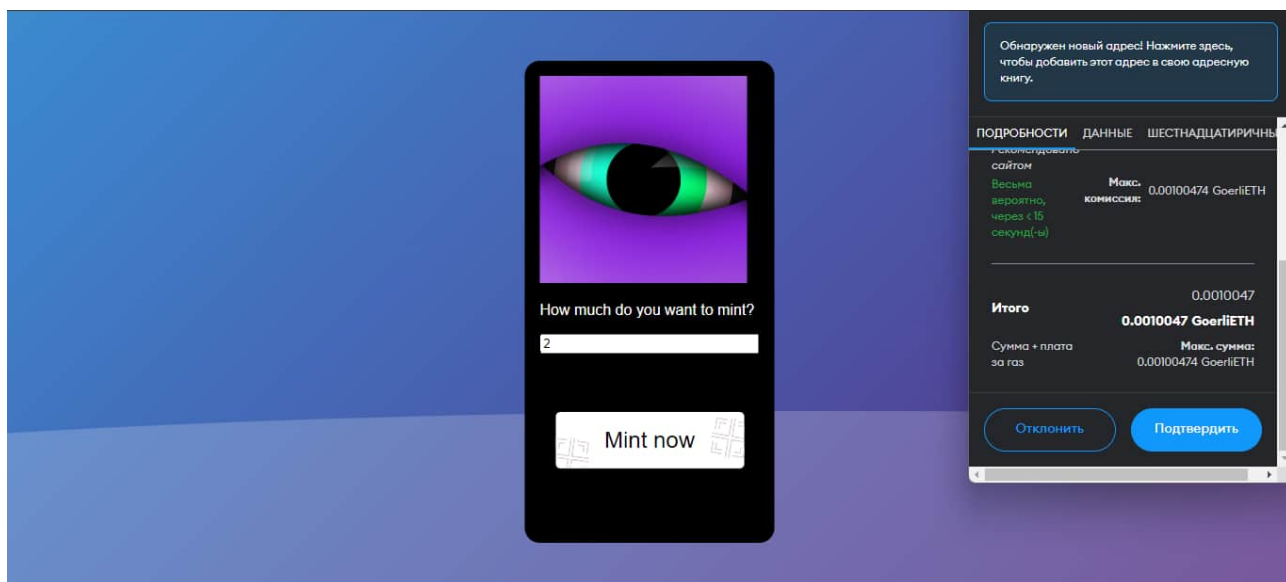 How much do you want to mint?
2
Mint now
Обнаружен новый адрес! Нажмите здесь,
чтобы добавить этот адрес в свою адресную
книгу.
ПОДРОБНОСТИ ДАННЫЕ ШЕСТНАДЦАТИРИЧНЫ
Рекомендовано
сайтом
Весьма
вероятно,
через < 15
секунд(-ы)
Макс.
комиссия:
0.00100474 GoerliETH
0.0010047
Итого
0.0010047 GoerliETH
Сумма + плата
за газ
Макс. сумма:
0.00100474 GoerliETH
Отклонить
Подтвердить